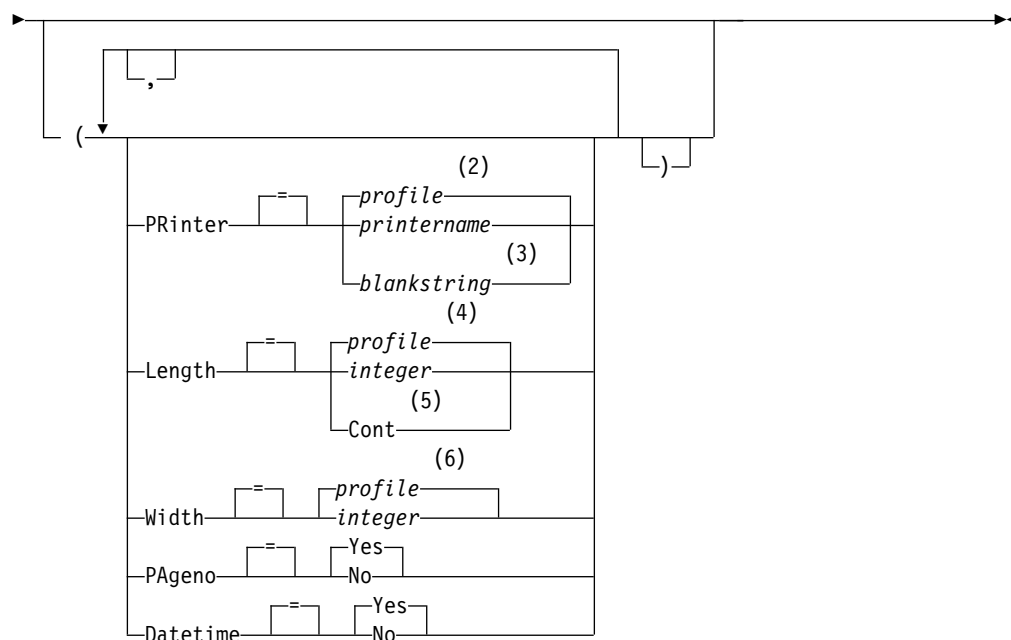 ,
(
)
(2)
= profile
PRinter printername
(3)
blankstring
(4)
= profile
Length integer
(5)
Cont
(6)
= profile
Width integer
= Yes
PAgeno No
= Yes
Datetime No